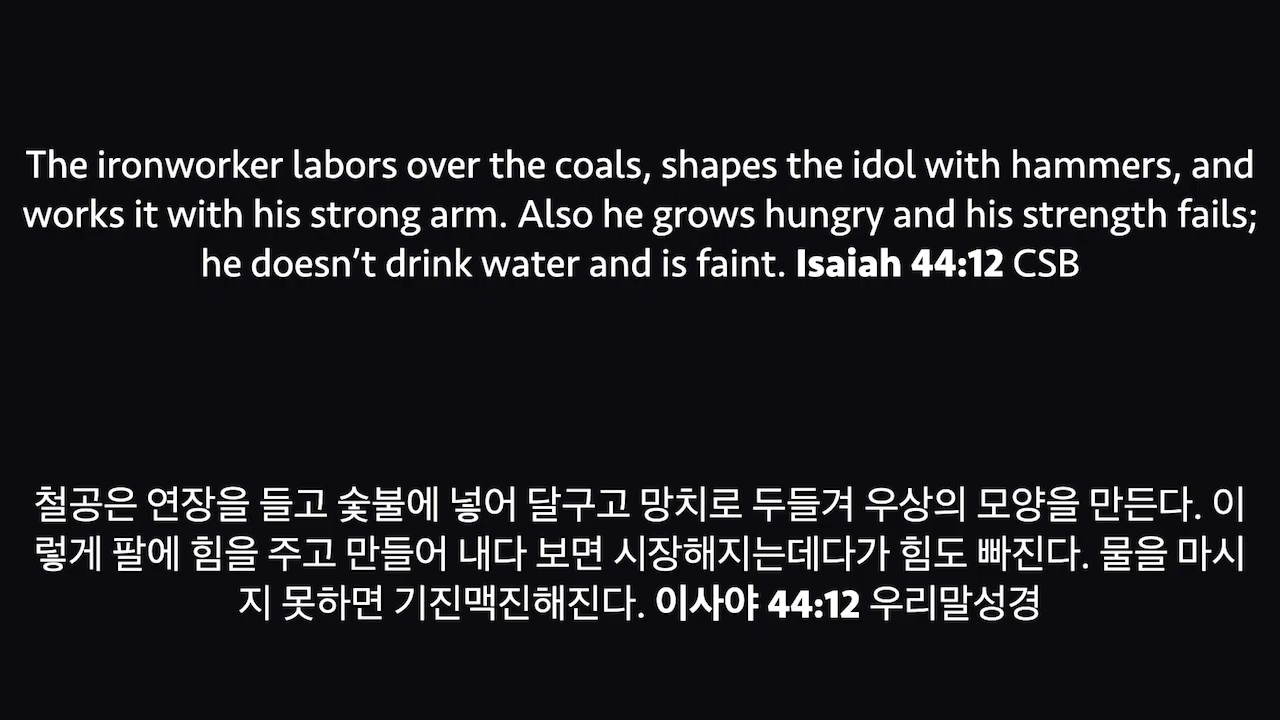 The ironworker labors over the coals, shapes the idol with hammers, and
works it with his strong arm. Also he grows hungry and his strength fails;
he doesn’t drink water and is faint. Isaiah 44:12 CSB
철공은 연장을 들고 숯불에 넣어 달구고 망치로 두들겨 우상의 모양을 만든다. 이
렇게 팔에 힘을 주고 만들어 내다 보면 시장해지는데다가 힘도 빠진다. 물을 마시
지 못하면 기진맥진해진다. 이사야 44:12 우리말성경